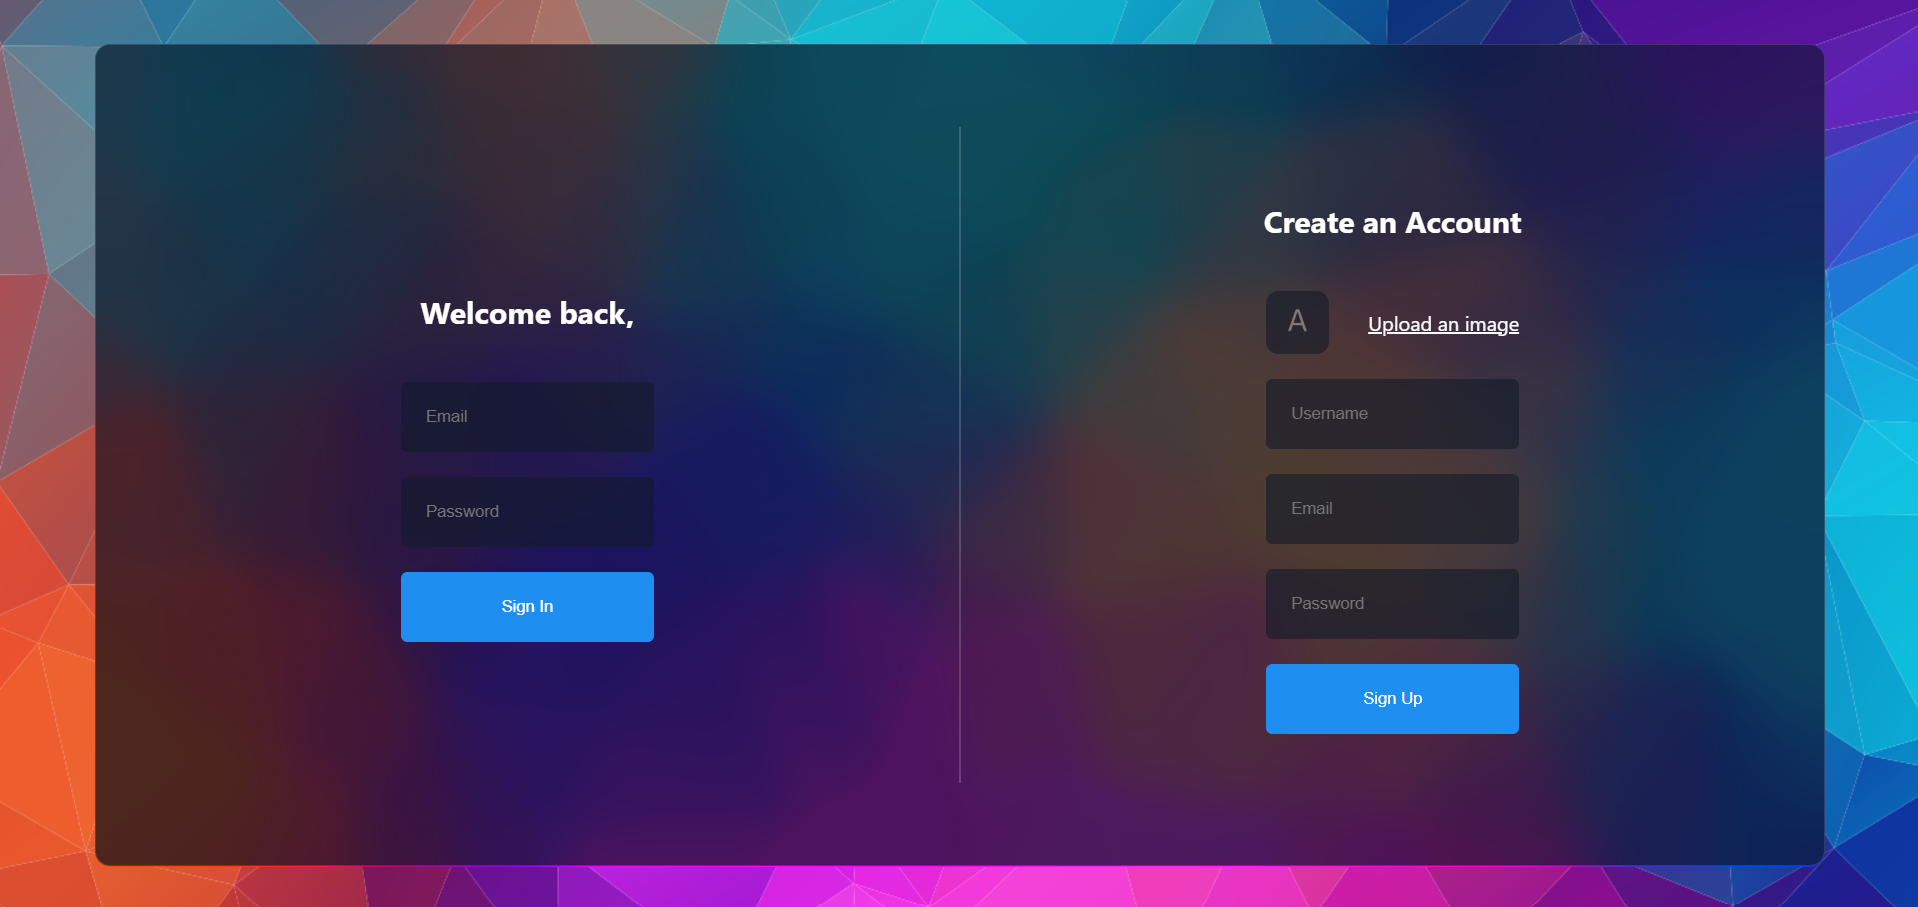 Welcome back,
Email
Password
Sign In
Create an Account
A
Upload an image
Username
Email
Password
Sign Up